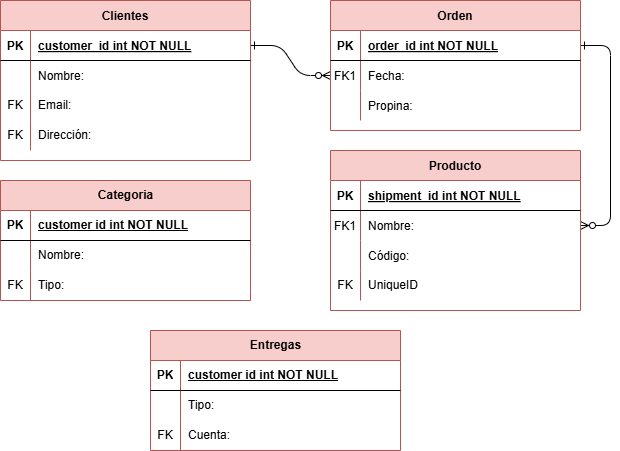 Clientes
PK customer_id int NOT NULL
Nombre:
FK Email:
FK Dirección:
Orden
PK order_id int NOT NULL
FK1 Fecha:
Propina:
Categoria
PK customer id int NOT NULL
Nombre:
FK Tipo:
Producto
PK shipment_id int NOT NULL
FK1 Nombre:
Código:
FK UniqueID
Entregas
PK customer id int NOT NULL
Tipo:
FK Cuenta: